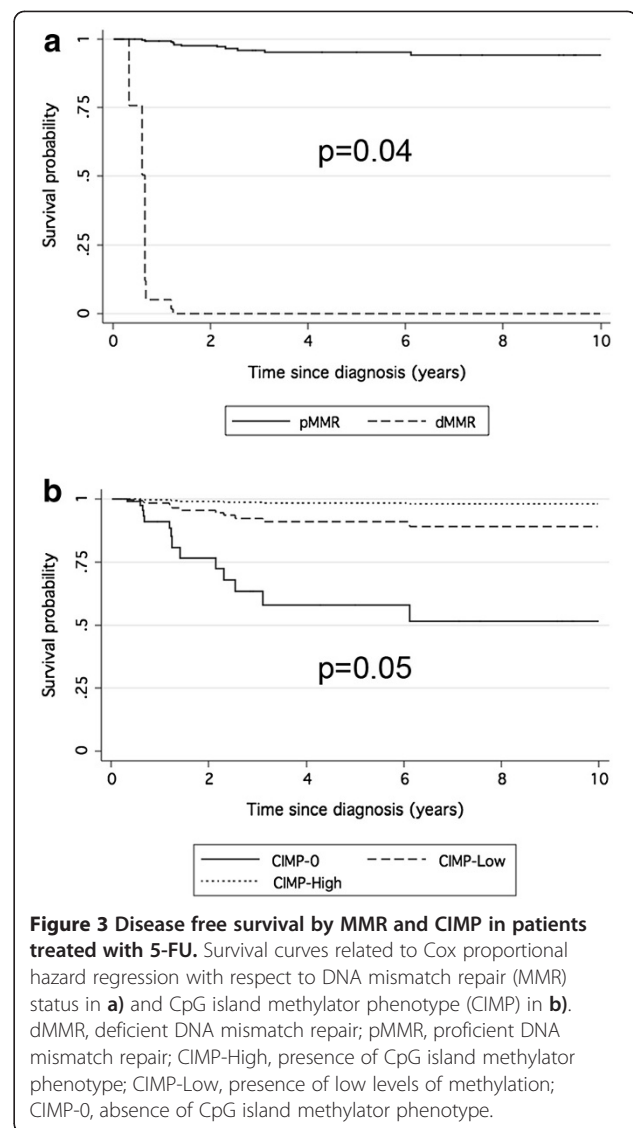 a
1
.75
.5
.25
0
Survival probability
p=0.04
0 2 4 6 8 10
Time since diagnosis (years)
pMMR dMMR
b
1
.75
.5
.25
0
Survival probability
p=0.05
0 2 4 6 8 10
Time since diagnosis (years)
CIMP-0 CIMP-Low
CIMP-High
Figure 3 Disease free survival by MMR and CIMP in patients
treated with 5-FU. Survival curves related to Cox proportional
hazard regression with respect to DNA mismatch repair (MMR)
status in a) and CpG island methylator phenotype (CIMP) in b).
dMMR, deficient DNA mismatch repair; pMMR, proficient DNA
mismatch repair; CIMP-High, presence of CpG island methylator
phenotype; CIMP-Low, presence of low levels of methylation;
CIMP-0, absence of CpG island methylator phenotype.